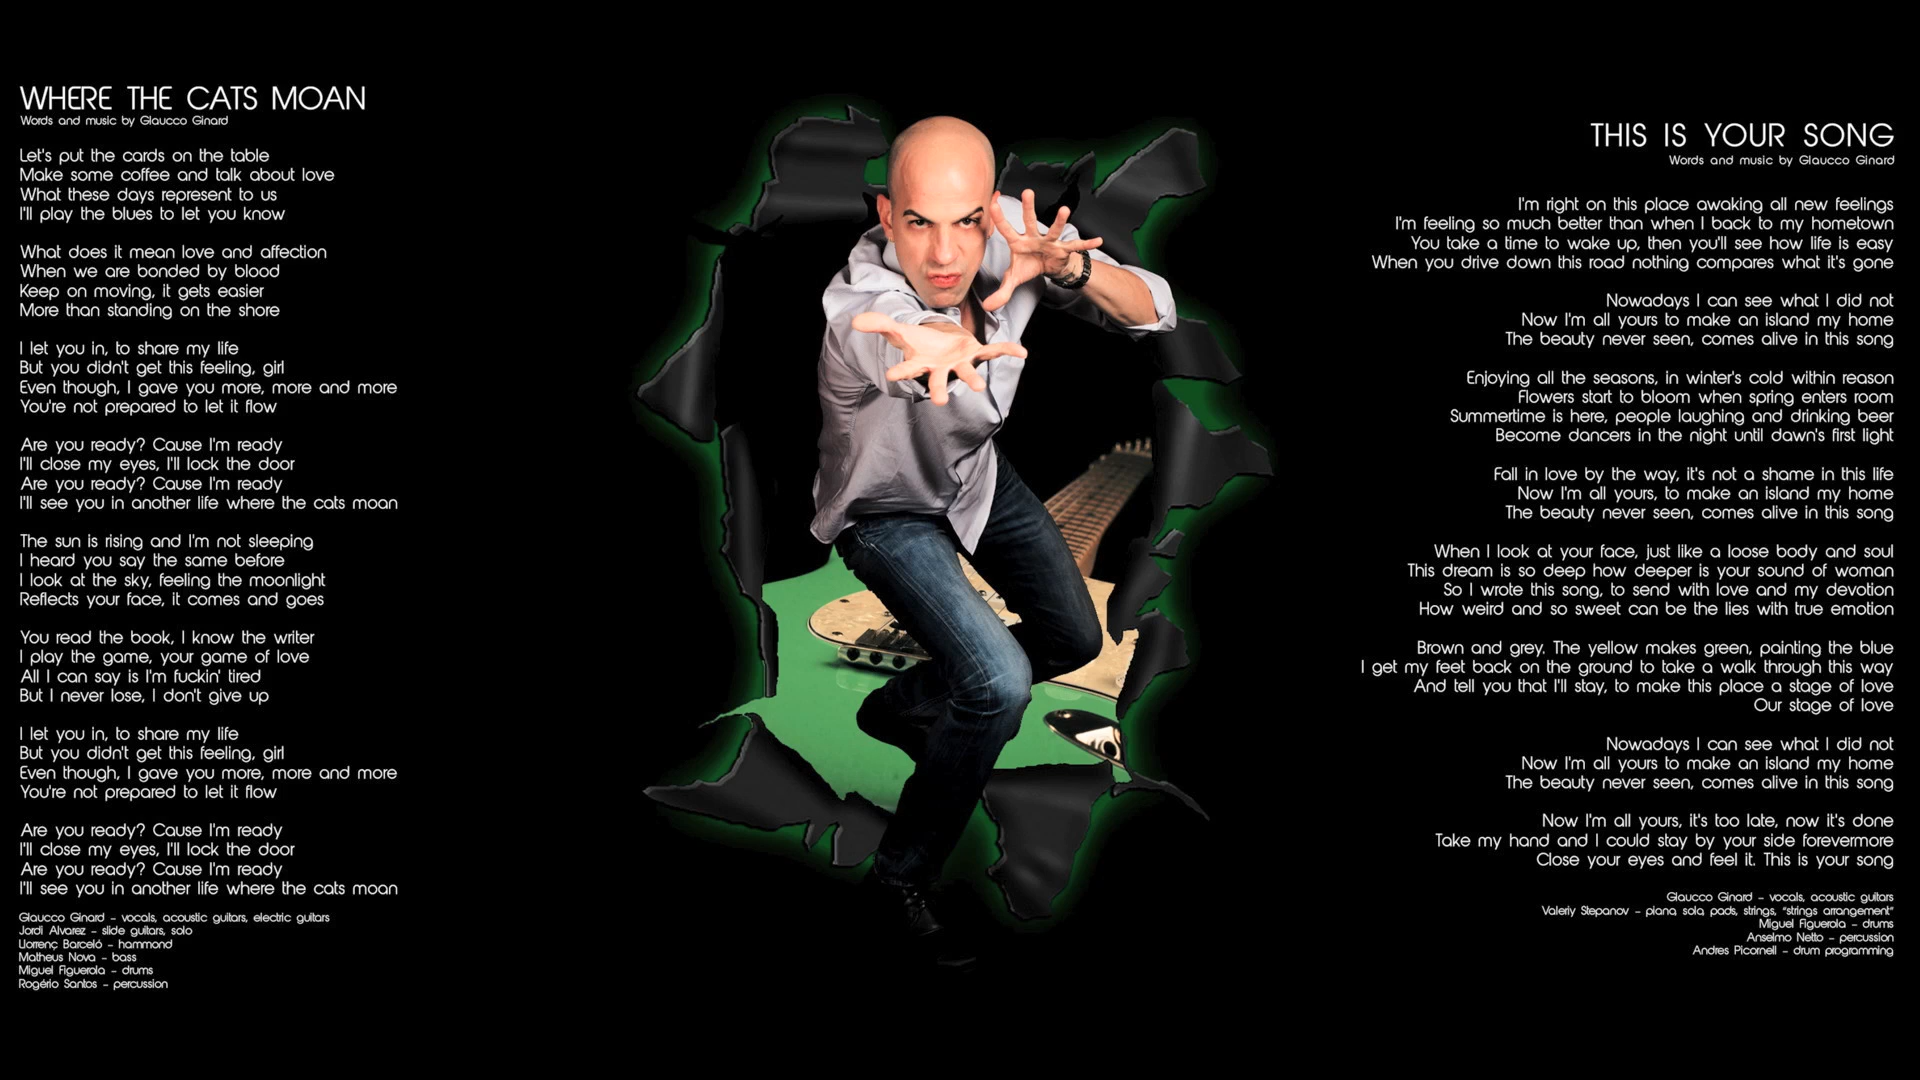 WHERE THE CATS MOAN
Words and music by Glaucco Ginard
Let's put the cards on the table
Make some coffee and talk about love
What these days represent to us
I'll play the blues to let you know
What does it mean love and affection
When we are bonded by blood
Keep on moving, it gets easier
More than standing on the shore
I let you in, to share my life
But you didn't get this feeling, girl
Even though, I gave you more, more and more
You're not prepared to let it flow
Are you ready? Cause I'm ready
I'll close my eyes, I'll lock the door
Are you ready? Cause I'm ready
I'll see you in another life where the cats moan
The sun is rising and I'm not sleeping
I heard you say the same before
I look at the sky, feeling the moonlight
Reflects your face, it comes and goes
You read the book, I know the writer
I play the game, your game of love
All I can say is I'm fuckin' tired
But I never lose, I don't give up
I let you in, to share my life
But you didn't get this feeling, girl
Even though, I gave you more, more and more
You're not prepared to let it flow
Are you ready? Cause I'm ready
I'll close my eyes, I'll lock the door
Are you ready? Cause I'm ready
I'll see you in another life where the cats moan
Glaucco Ginard – vocals, acoustic guitars, electric guitars
Jordi Alvarez – slide guitars, solo
Llorenç Barceló – hammond
Matheus Nova – bass
Miguel Figuerola – drums
Rogério Santos – percussion
THIS IS YOUR SONG
Words and music by Glaucco Ginard
I'm right on this place awaking all new feelings
I'm feeling so much better than when I back to my hometown
You take a time to wake up, then you'll see how life is easy
When you drive down this road nothing compares what it's gone
Nowadays I can see what I did not
Now I'm all yours to make an island my home
The beauty never seen, comes alive in this song
Enjoying all the seasons, in winter's cold within reason
Flowers start to bloom when spring enters room
Summertime is here, people laughing and drinking beer
Become dancers in the night until dawn's first light
Fall in love by the way, it's not a shame in this life
Now I'm all yours, to make an island my home
The beauty never seen, comes alive in this song
When I look at your face, just like a loose body and soul
This dream is so deep how deeper is your sound of woman
So I wrote this song, to send with love and my devotion
How weird and so sweet can be the lies with true emotion
Brown and grey. The yellow makes green, painting the blue
I get my feet back on the ground to take a walk through this way
And tell you that I'll stay, to make this place a stage of love
Our stage of love
Nowadays I can see what I did not
Now I'm all yours to make an island my home
The beauty never seen, comes alive in this song
Now I'm all yours, it's too late, now it's done
Take my hand and I could stay by your side forevermore
Close your eyes and feel it. This is your song
Glaucco Ginard – vocals, acoustic guitars
Valeriy Stepanov – piano, solo, pads, strings, "strings arrangement"
Miguel Figuerola – drums
Anselmo Netto – percussion
Andres Picornell – drum programming